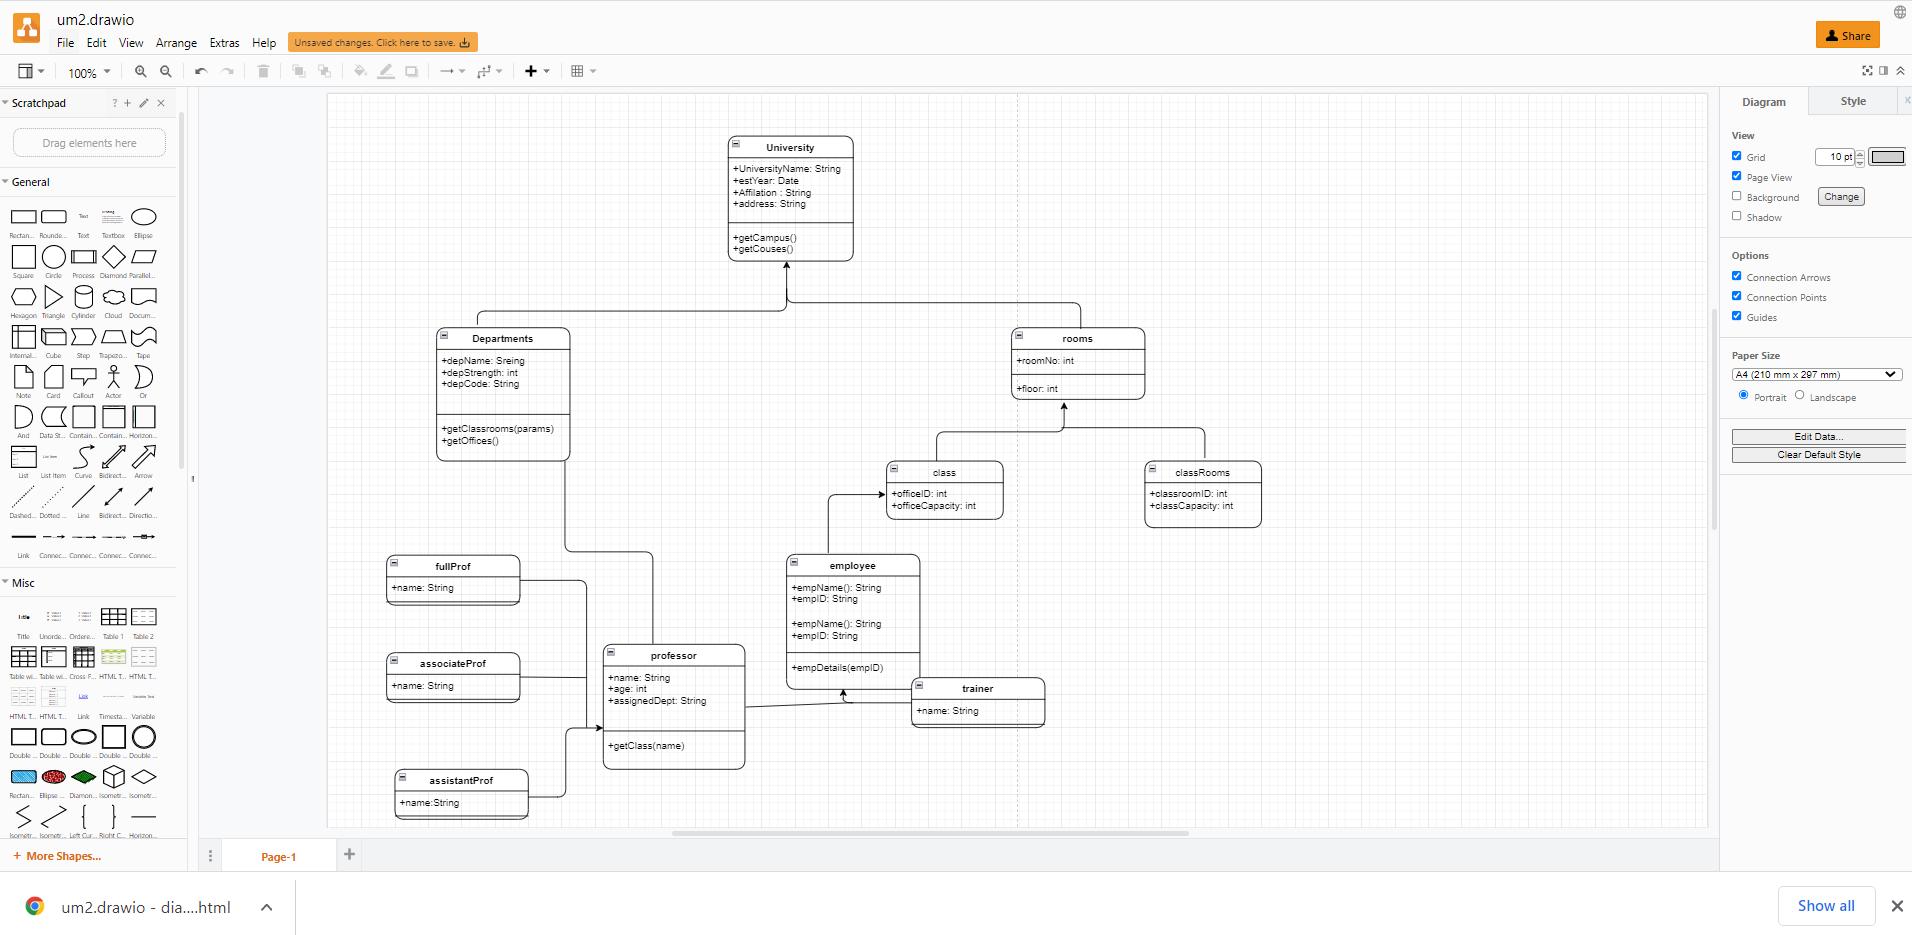 um2.drawio
File Edit View Arrange Extras Help Unsaved changes. Click here to save.
Share
100%
Scratchpad ? +
Drag elements here
General
Rectan... Rounde... Text Textbox Ellipse
Square Circle Process Diamond Parallel...
Hexagon Triangle Cylinder Cloud Docum...
Internal... Cube Step Trapezo... Tape
Note Card Callout Actor Or
And Data St... Contain... Contain... Horizon...
List List Item Curve Bidirect... Arrow
Dashed... Dotted ... Line Bidirect... Directio...
Link Connec... Connec... Connec... Connec...
Misc
Title Unorde... Ordere... Table 1 Table 2
Table wi... Table wi... Cross F... HTML T... HTML T...
HTML T... HTML T... Link Timesta... Variable
Double ... Double ... Double ... Double ... Double ...
Rectan... Ellipse ... Diamon... Isometr... Isometr...
Isometr... Isometr... Left Cur... Right C... Horizon...
+ More Shapes...
University
+UniversityName: String
+estYear: Date
+Affilation : String
+address: String
+getCampus()
+getCouses()
Departments
+depName: Sreing
+depStrength: int
+depCode: String
+getClassrooms(params)
+getOffices()
rooms
+roomNo: int
+floor: int
class
+officeID: int
+officeCapacity: int
classRooms
+classroomID: int
+classCapacity: int
fullProf
+name: String
associateProf
+name: String
assistantProf
+name:String
professor
+name: String
+age: int
+assignedDept: String
+getClass(name)
employee
+empName(): String
+empID: String
+empName(): String
+empID: String
+empDetails(empID)
trainer
+name: String
Diagram Style
View
Grid 10 pt
Page View
Background Change
Shadow
Options
Connection Arrows
Connection Points
Guides
Paper Size
A4 (210 mm x 297 mm)
Portrait Landscape
Edit Data...
Clear Default Style
Page-1
um2.drawio - dia....html
Show all